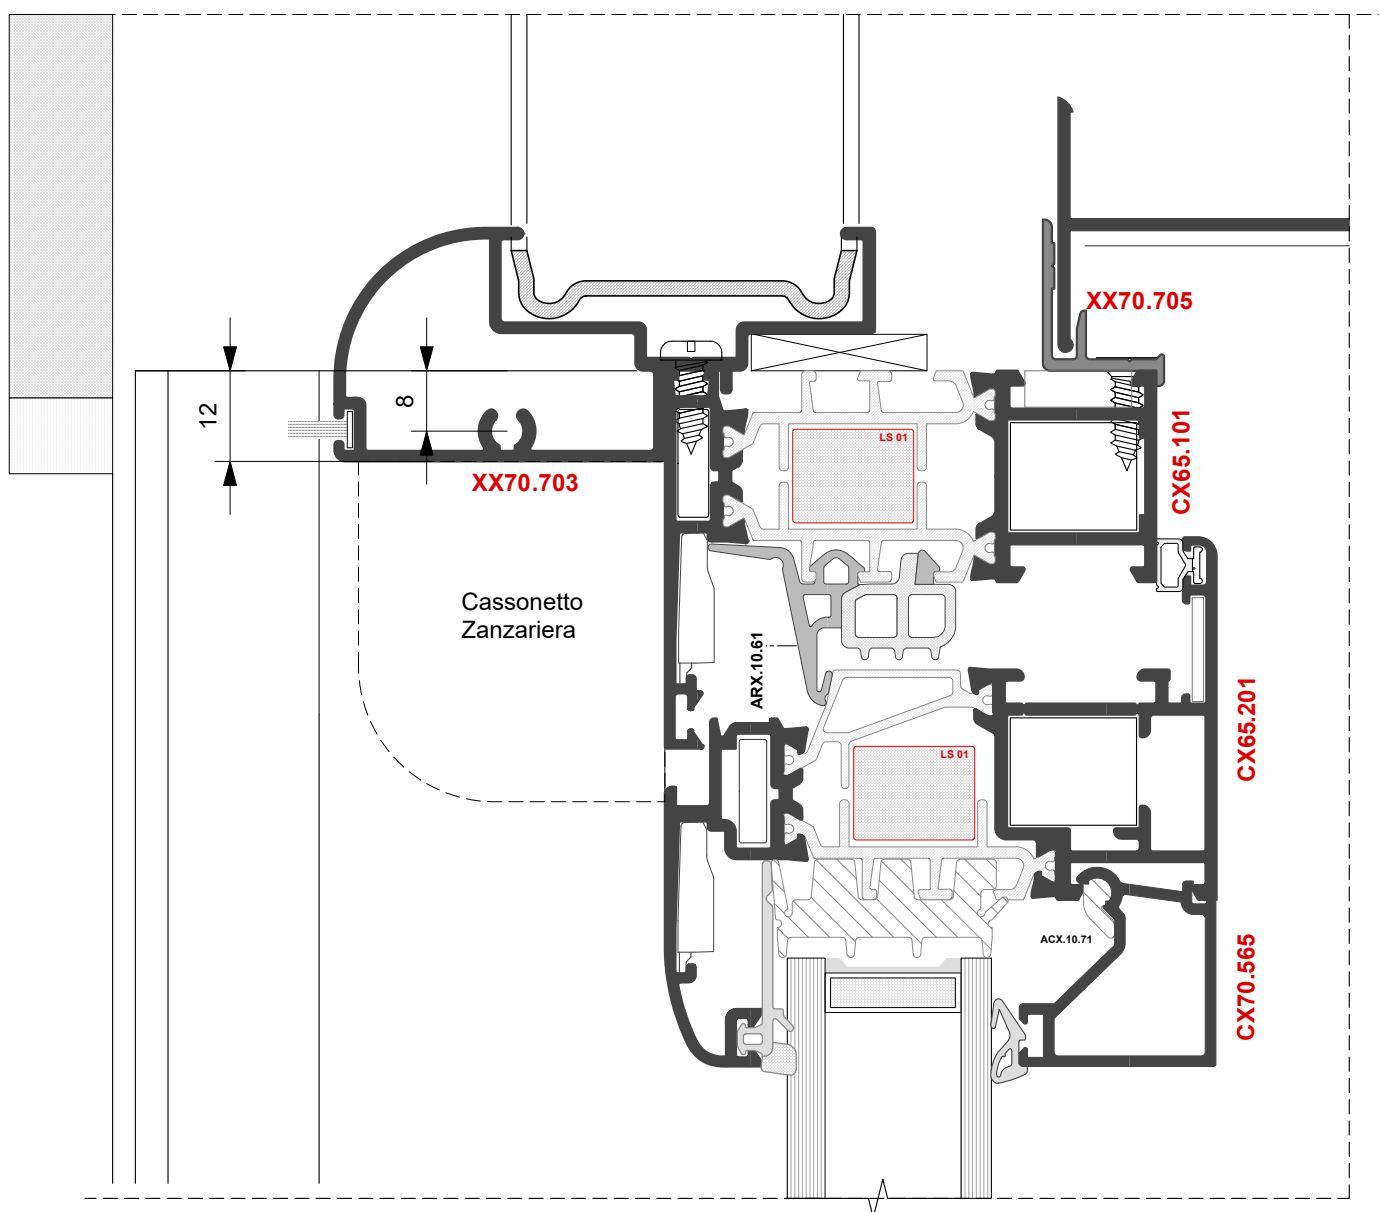 XX70.705
12
8
LS 01
CX65.101
XX70.703
Cassonetto
Zanzariera
ARX.10.61
CX65.201
LS 01
ACX.10.71
CX70.565